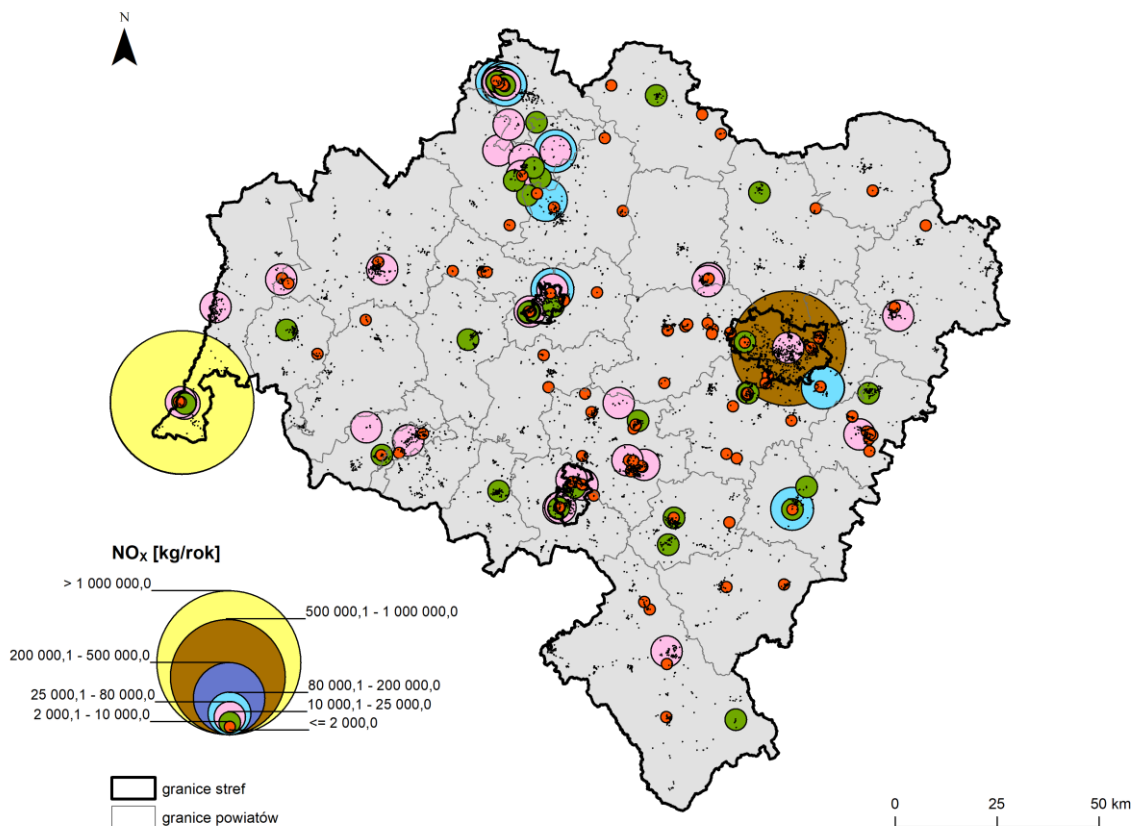 N
NOx [kg/rok]
> 1 000 000,0
500 000,1 - 1 000 000,0
200 000,1 - 500 000,0
80 000,1 - 200 000,0
25 000,1 - 80 000,0
10 000,1 - 25 000,0
2 000,1 - 10 000,0
<= 2 000,0
granice stref
granice powiatów
0 25 50 km